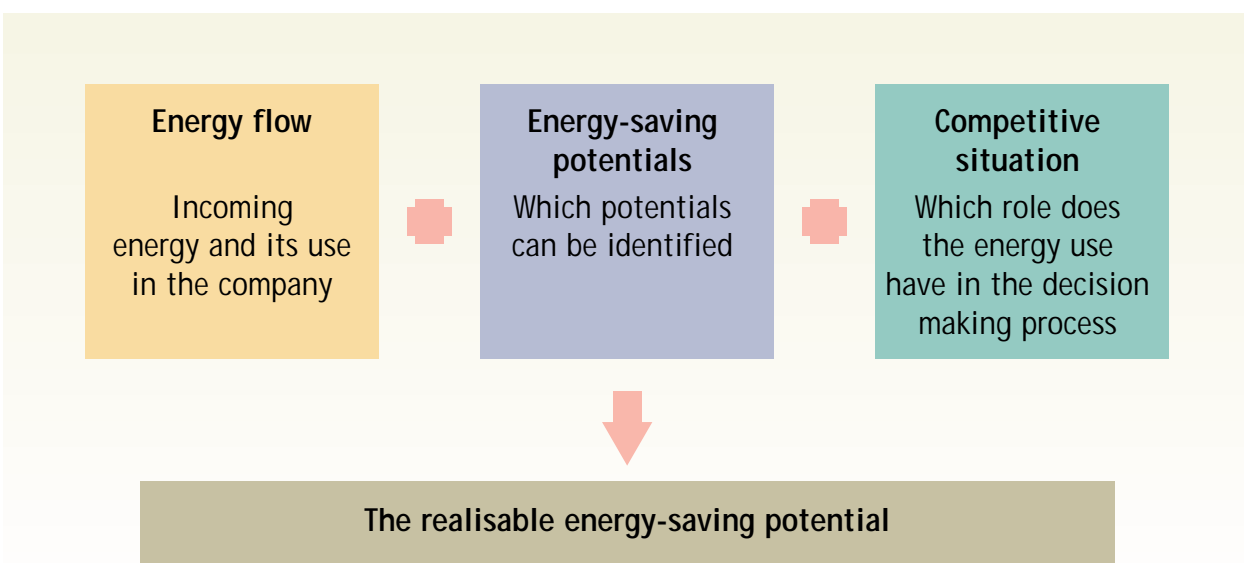 Energy flow
Incoming
energy and its use
in the company
Energy-saving
potentials
Which potentials
can be identified
Competitive
situation
Which role does
the energy use
have in the decision
making process
The realisable energy-saving potential